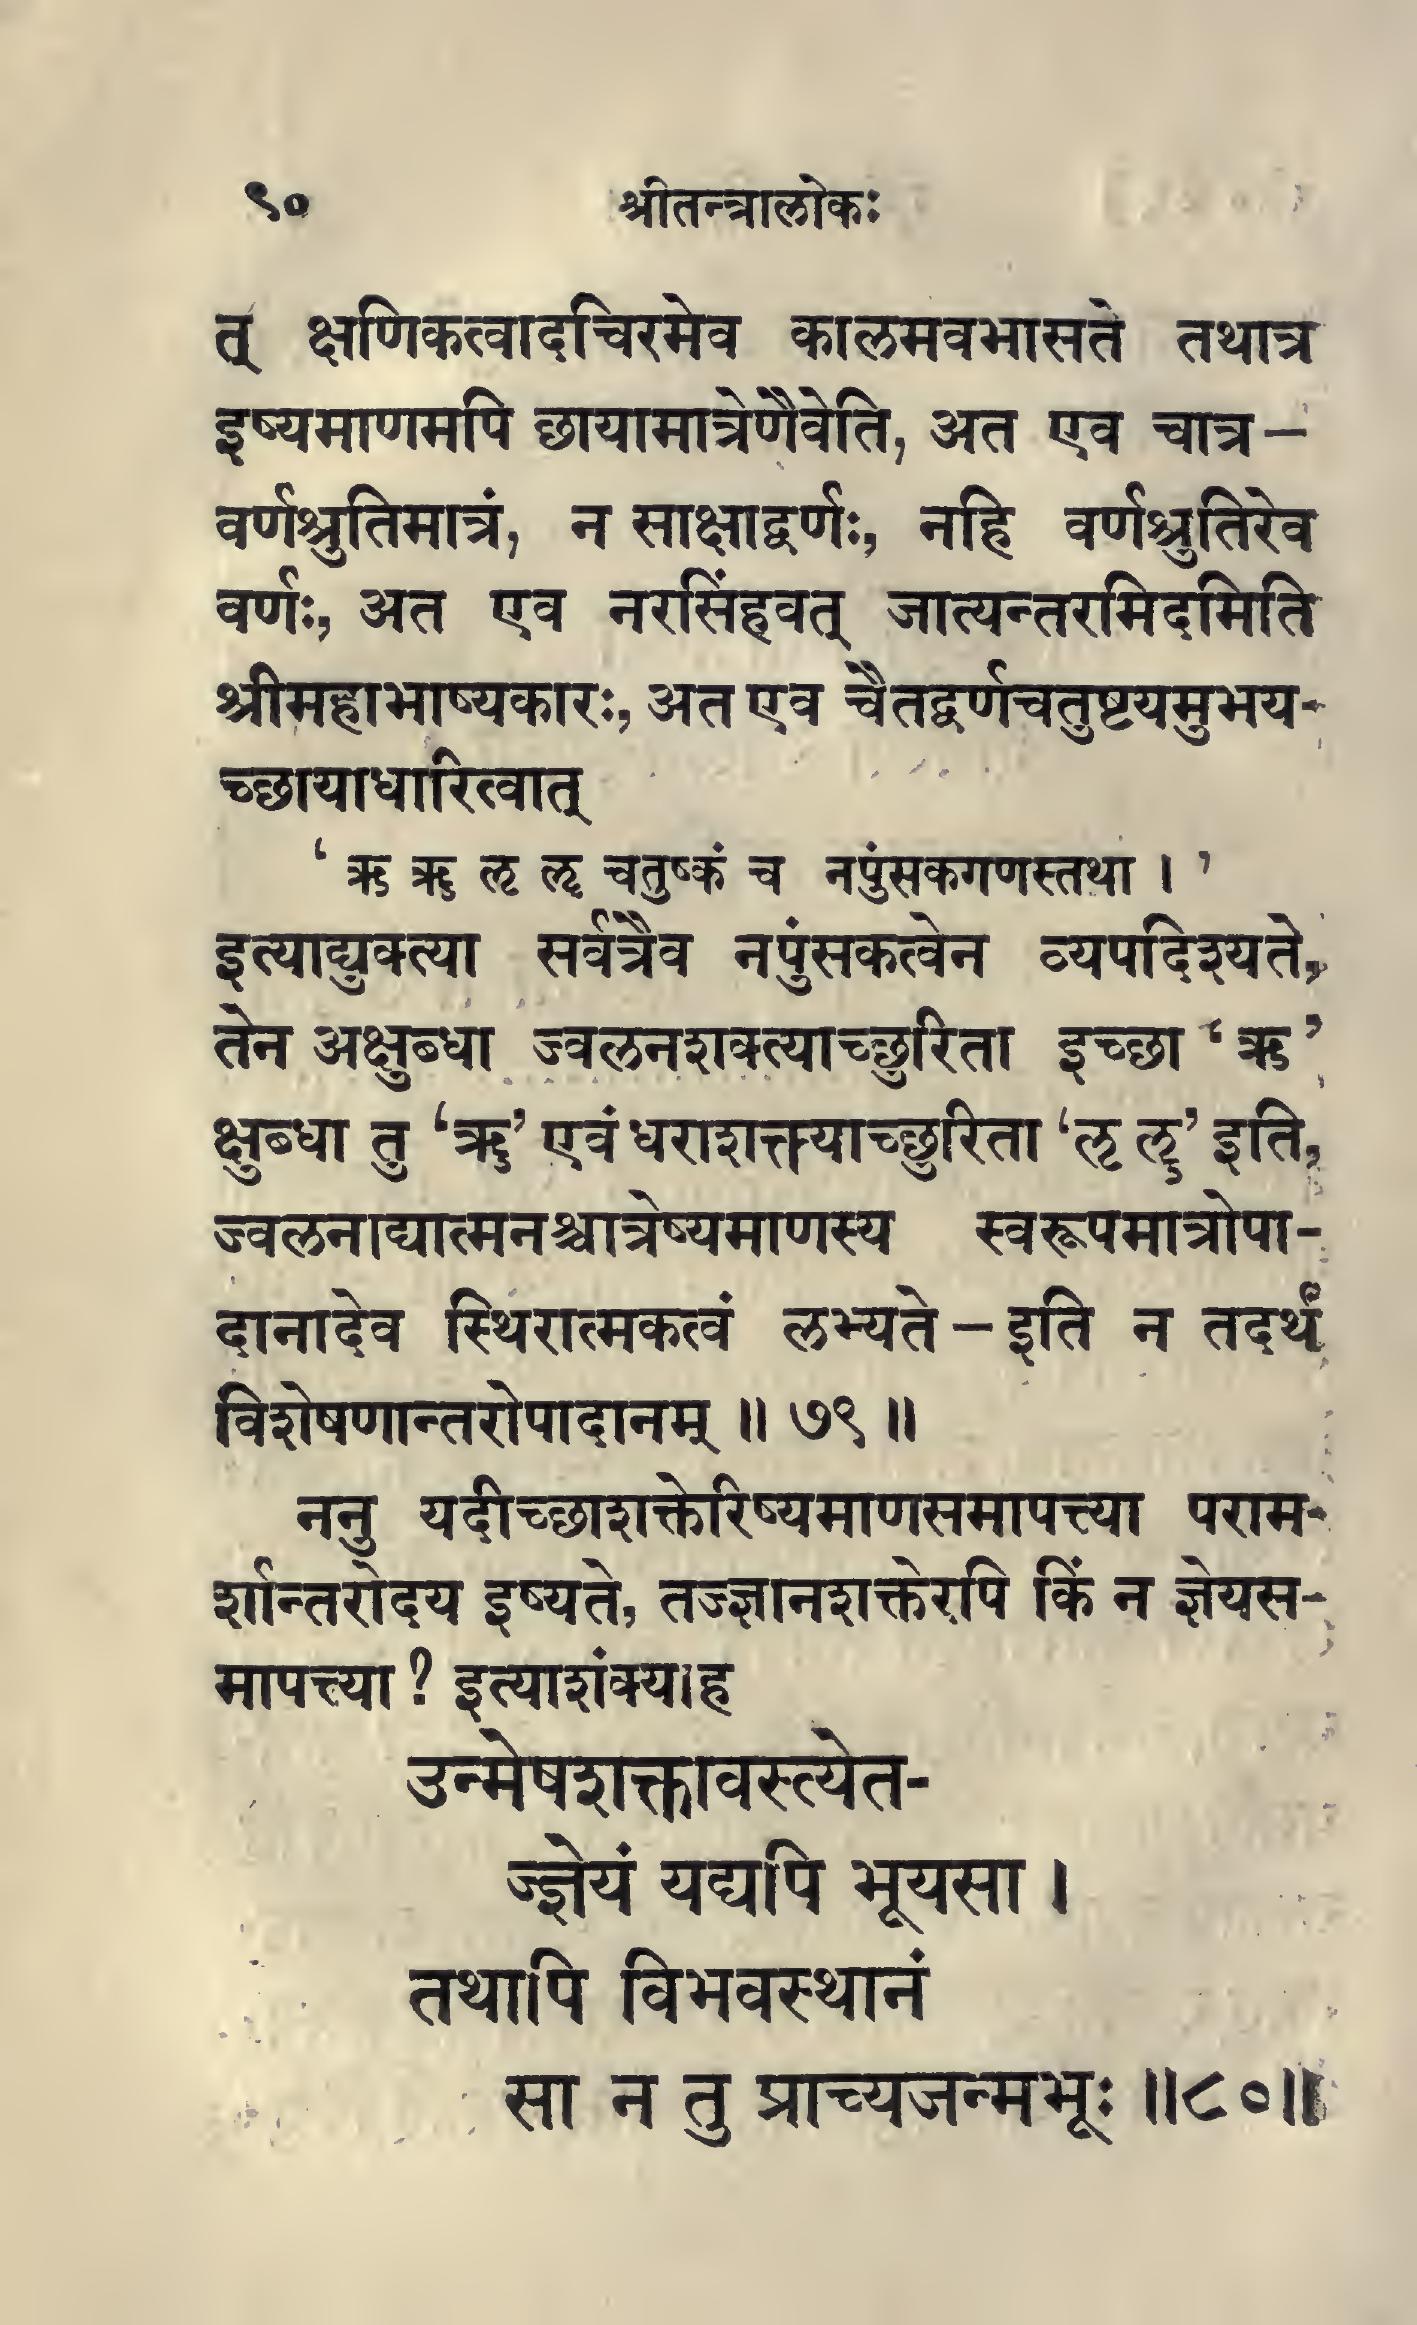 ९०
श्रीतन्त्रालोकः
त् क्षणिकत्वादचिरमेव कालमवभासते तथात्र
इष्यमाणमपि छायामात्रेणैवेति, अत एव चात्र–
वर्णश्रुतिमात्रं, न साक्षाद्वर्णः, नहि वर्णश्रुतिरेव
वर्णः, अत एव नरसिंहवत् जात्यन्तरमिदमिति
श्रीमहाभाष्यकारः, अत एव चैतद्वर्णचतुष्टयमुभय-
च्छायाधारित्वात्
‘ ऋ ॠ लृ लॄ चतुष्कं च नपुंसकगणस्तथा । ’
इत्याद्युक्त्या सर्वत्रैव नपुंसकत्वेन व्यपदिश्यते,
तेन अक्षुब्धा ज्वलनशक्त्याच्छुरिता इच्छा ‘ ऋ ’
क्षुब्धा तु ‘ॠ’ एवं धराशक्त्याच्छुरिता ‘लृ लॄ’ इति,
ज्वलनाद्यात्मनश्चात्रेष्यमाणस्य स्वरूपमात्रोपा-
दानादेव स्थिरात्मकत्वं लभ्यते – इति न तदर्थं
विशेषणान्तरोपादानम् ॥ ७९ ॥
ननु यदीच्छाशक्तेरिष्यमाणसमापत्त्या पराम-
र्शान्तरोदय इष्यते, तज्ज्ञानशक्तेरपि किं न ज्ञेयस-
मापत्त्या ? इत्याशंक्याह
उन्मेषशक्तावस्त्येत-
ज्ज्ञेयं यद्यपि भूयसा ।
तथापि विभवस्थानं
सा न तु प्राच्यजन्मभूः ॥८०॥